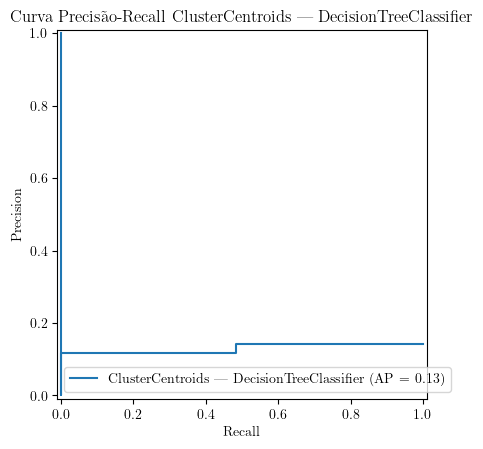 Curva Precisão-Recall ClusterCentroids — DecisionTreeClassifier
1.0
0.8
0.6
0.4
0.2
0.0
Precision
ClusterCentroids — DecisionTreeClassifier (AP = 0.13)
0.0 0.2 0.4 0.6 0.8 1.0
Recall